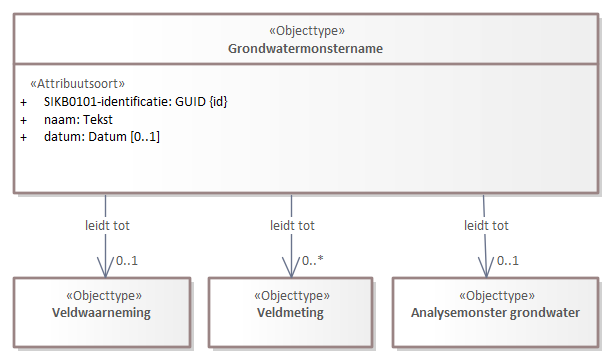 «Objecttype»
Grondwatermonstername
«Attribuutsoort»
+ SIKB0101-identificatie: GUID {id}
+ naam: Tekst
+ datum: Datum [0..1]
leidt tot leidt tot leidt tot
0..1 0..* 0..1
«Objecttype» «Objecttype» «Objecttype»
Veldwaarneming Veldmeting Analysemonster grondwater